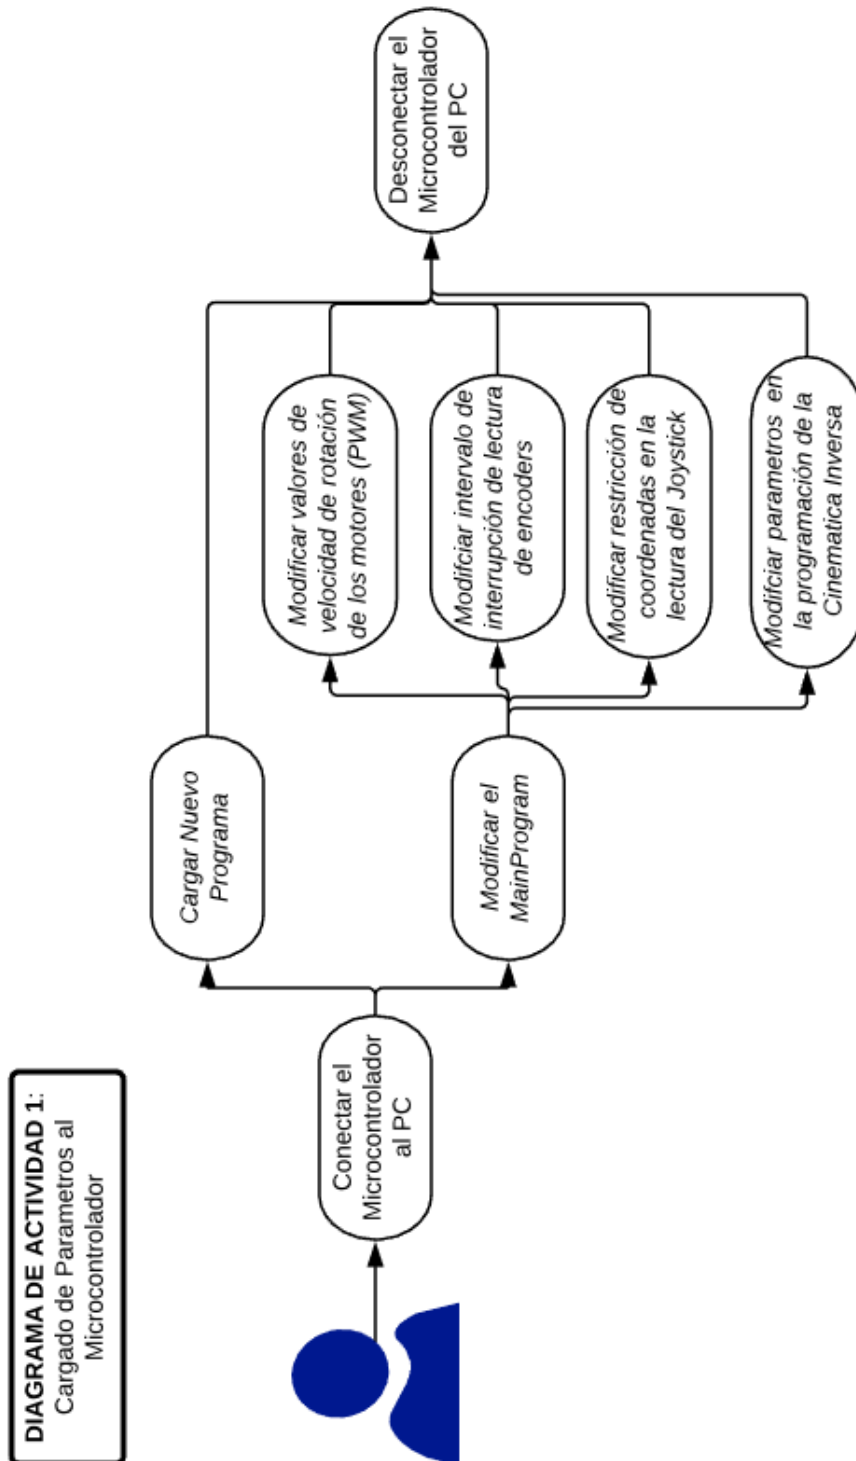 DIAGRAMA DE ACTIVIDAD 1:
Cargado de Parametros al
Microcontrolador
Conectar el
Microcontrolador
al PC
Cargar Nuevo
Programa
Modificar el
MainProgram
Modificar valores de
velocidad de rotación
de los motores (PWM)
Modifciar intervalo de
interrupción de lectura
de encoders
Modificar restricción de
coordenadas en la
lectura del Joystick
Modifciar parametros en
la programación de la
Cinematica Inversa
Desconectar el
Microcontrolador
del PC